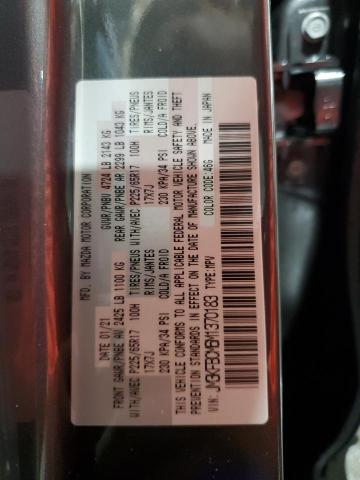 MFD. BY MAZDA MOTOR CORPORATION
DATE 01/21 GVWR/PNBV 4724 LB 2143 KG
FRONT GAWR/PNBE AV 2425 LB 1100 KG REAR GAWR/PNBE AR 2299 LB 1043 KG
WITH/AVEC P225/65R17 100H TIRES/PNEUS WITH/AVEC P225/65R17 100H TIRES/PNEUS
17X7J RIMS/JANTES 17X7J RIMS/JANTES
230 KPA/34 PSI COLD/A FROID 230 KPA/34 PSI COLD/A FROID
THIS VEHICLE CONFORMS TO ALL APPLICABLE FEDERAL MOTOR VEHICLE SAFETY AND THEFT
PREVENTION STANDARDS IN EFFECT ON THE DATE OF MANUFACTURE SHOWN ABOVE.
VIN: JM3KFBDM8M1370183 TYPE:MPV COLOR CODE:46G MADE IN JAPAN